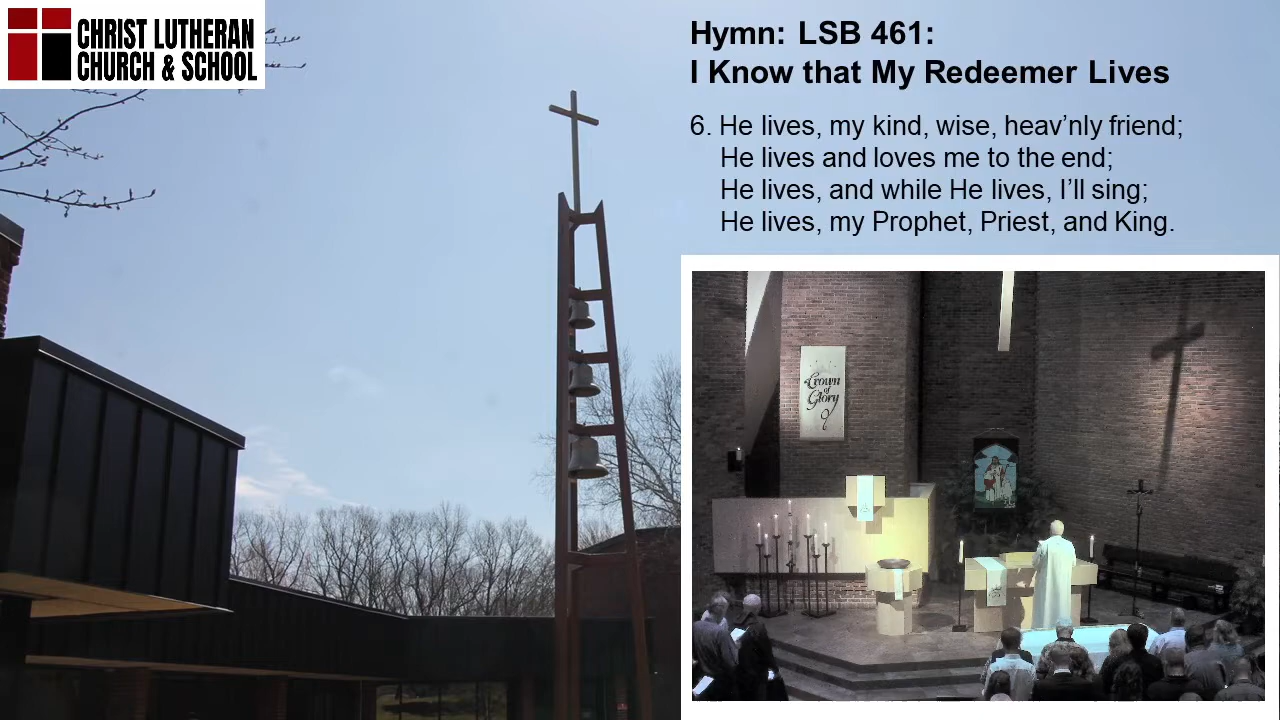 CHRIST LUTHERAN
CHURCH & SCHOOL
Hymn: LSB 461:
I Know that My Redeemer Lives
6. He lives, my kind, wise, heav’nly friend;
He lives and loves me to the end;
He lives, and while He lives, I’ll sing;
He lives, my Prophet, Priest, and King.
Crown
of
Glory